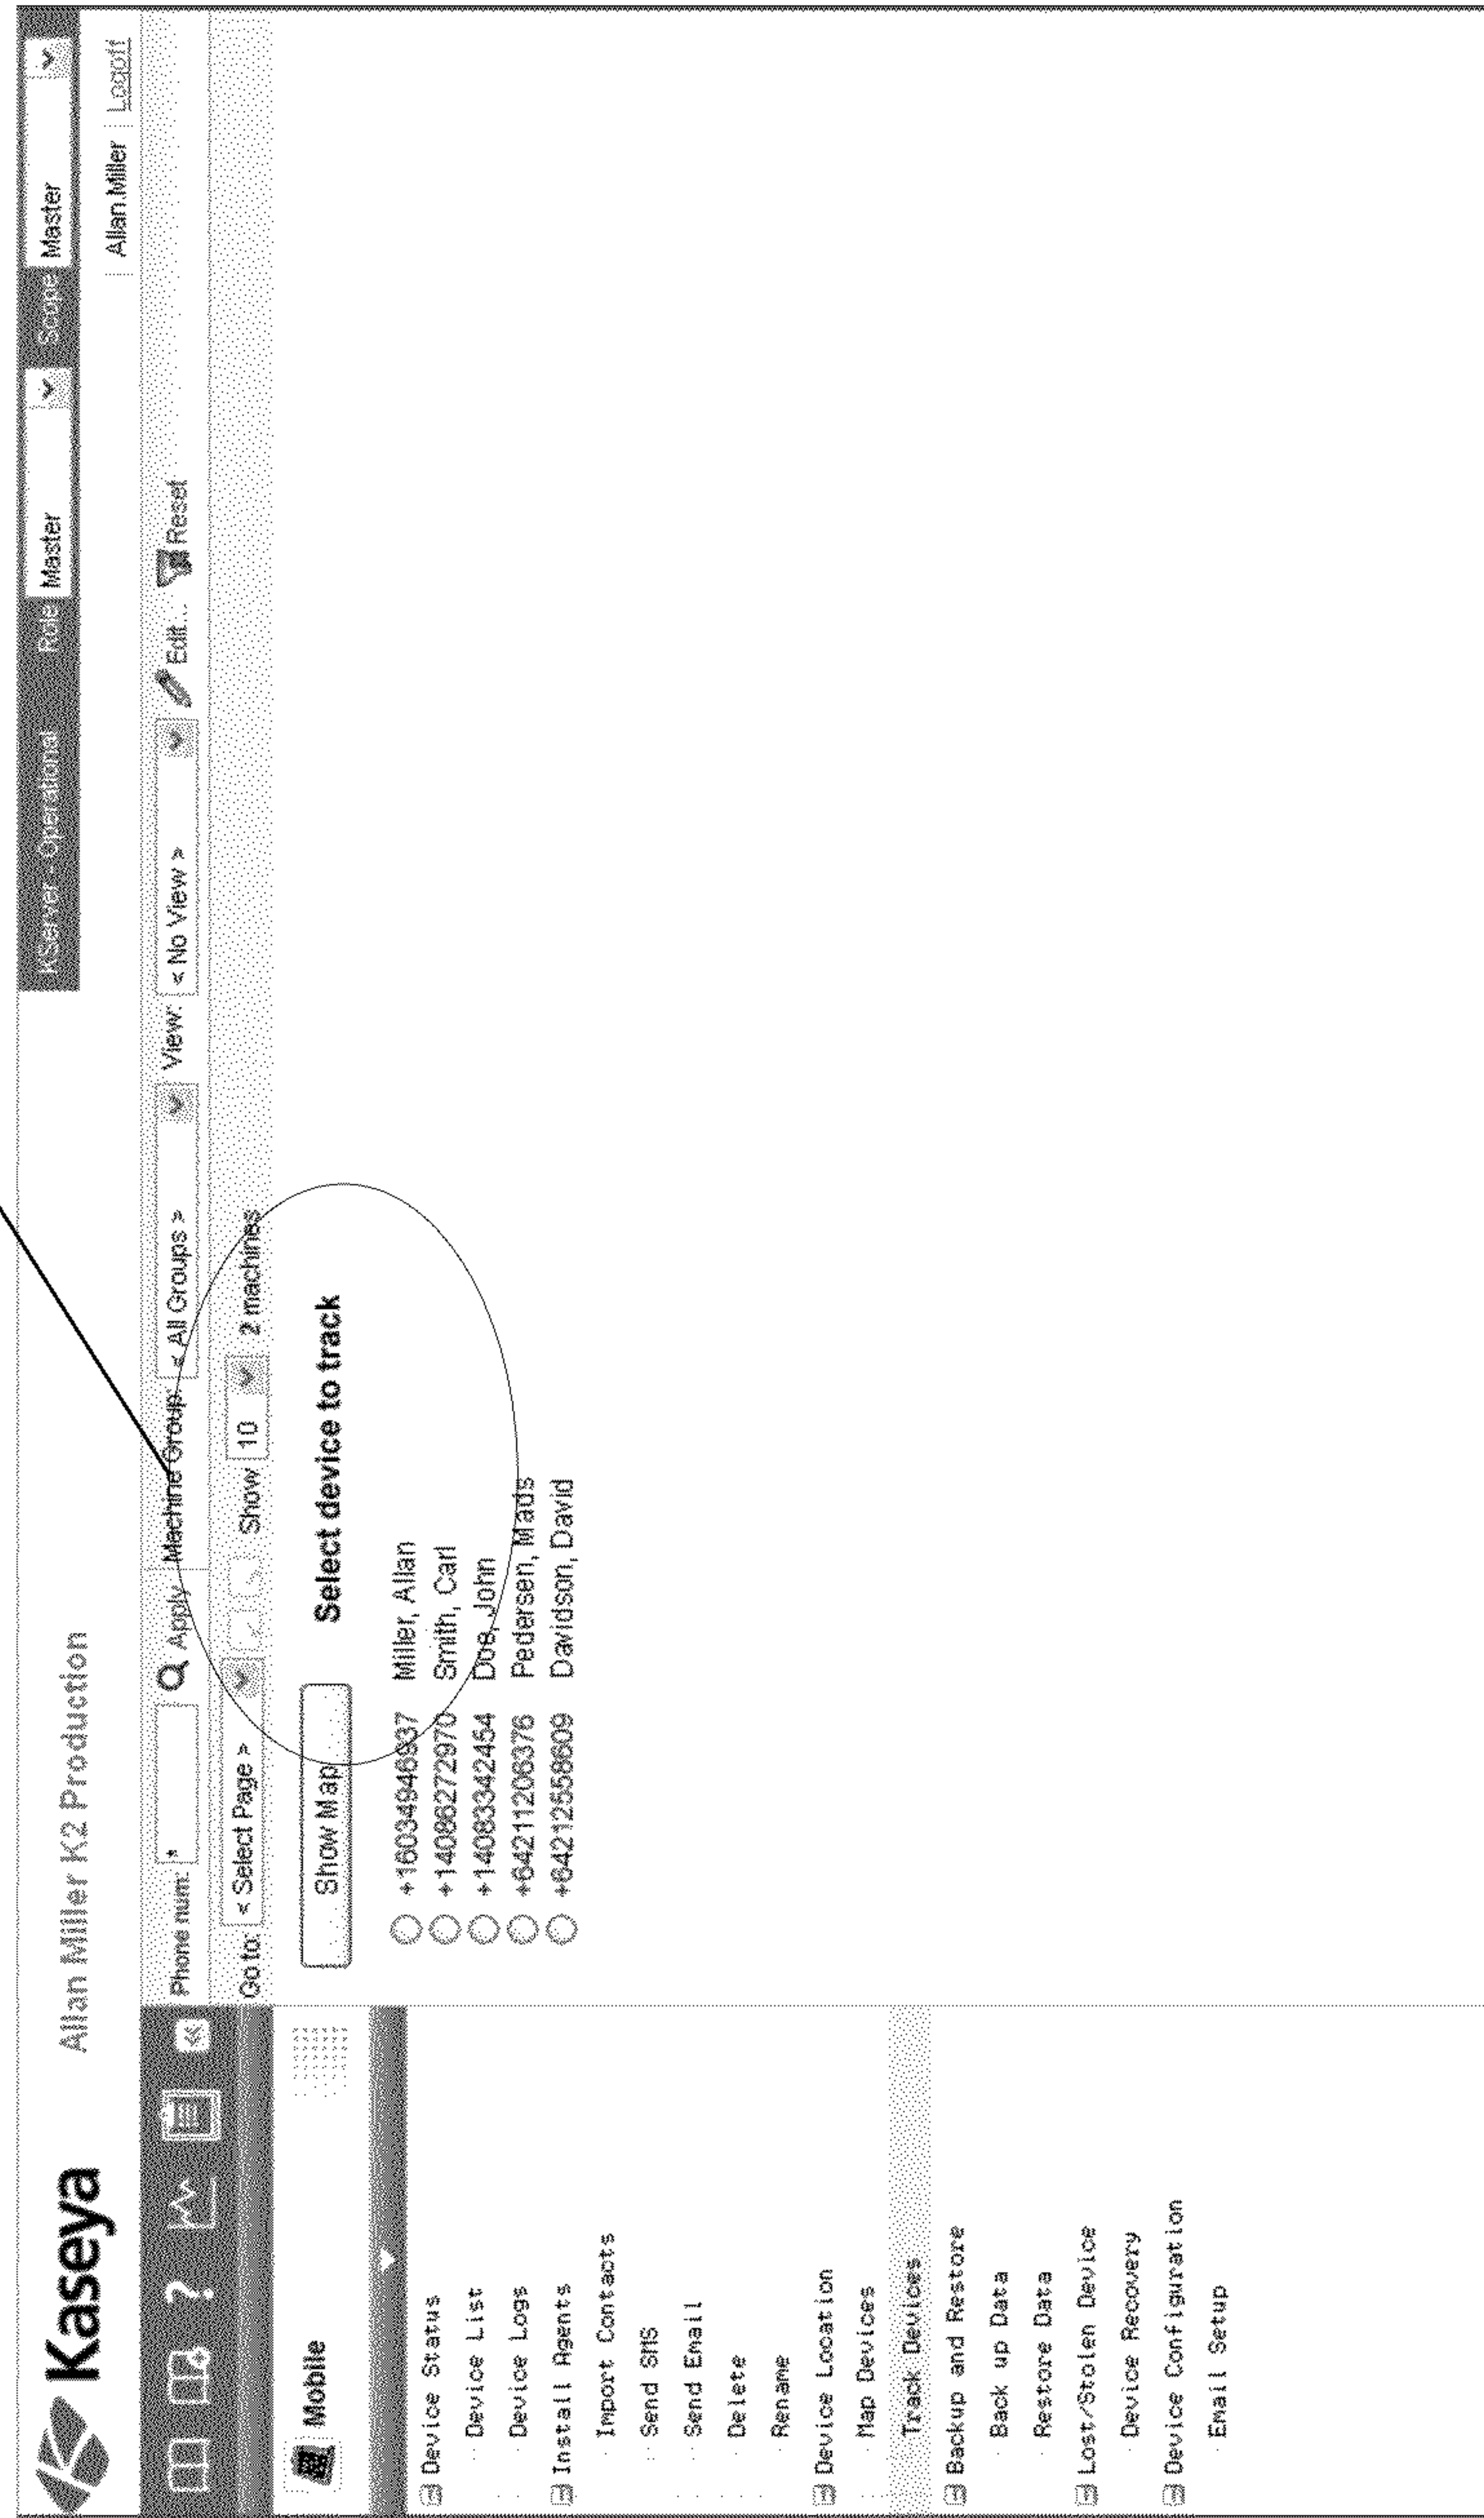 KServer - Operational Role Master Scope Master
Kaseya Allan Miller K2 Production
Allan.Miller Logoff
Phone num: * Apply Machine Group: < All Groups > View: < No View > Edit... Reset
Go to: < Select Page > Show 10 2 machines
Mobile
Device Status
Device List
Device Logs
Install Agents
Import Contacts
Send SMS
Send Email
Delete
Rename
Device Location
Map Devices
Track Devices
Backup and Restore
Back up Data
Restore Data
Lost/Stolen Device
Device Recovery
Device Configuration
Email Setup
Show Map Select device to track
+16034946937 Miller, Allan
+14086272970 Smith, Carl
+14083342454 Doe, John
+6421206376 Pedersen, Mads
+64212558609 Davidson, David